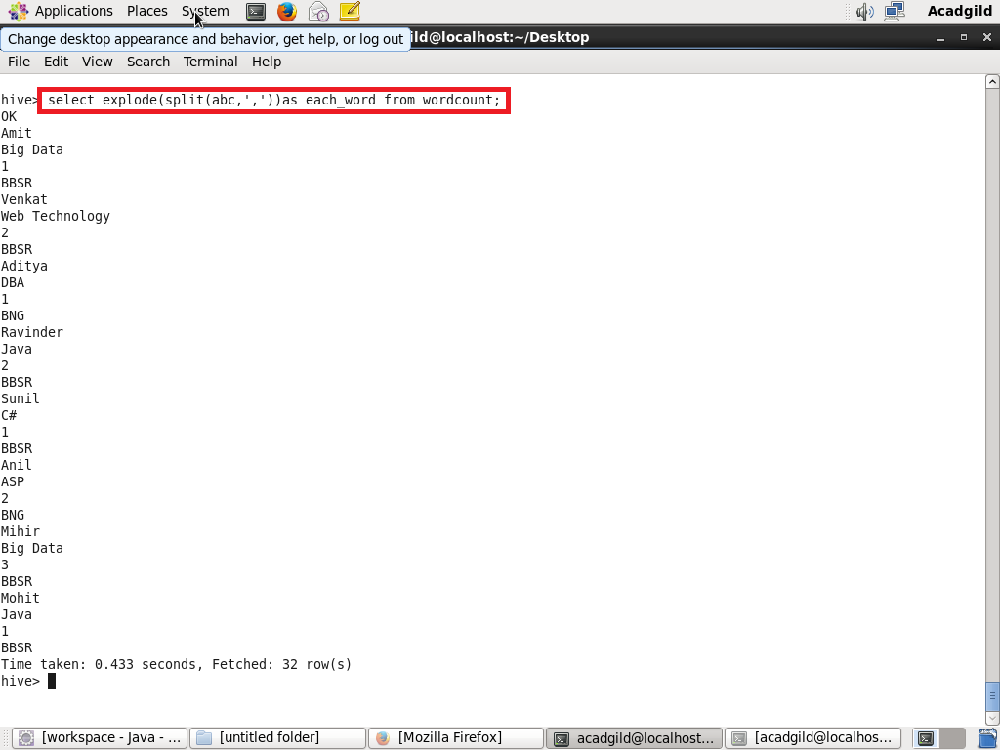 Applications Places System Acadgild
Change desktop appearance and behavior, get help, or log out
ild@localhost:~/Desktop
File Edit View Search Terminal Help
hive> select explode(split(abc,','))as each_word from wordcount;
OK
Amit
Big Data
1
BBSR
Venkat
Web Technology
2
BBSR
Aditya
DBA
1
BNG
Ravinder
Java
2
BBSR
Sunil
C#
1
BBSR
Anil
ASP
2
BNG
Mihir
Big Data
3
BBSR
Mohit
Java
1
BBSR
Time taken: 0.433 seconds, Fetched: 32 row(s)
hive>
[workspace - Java - ... [untitled folder] [Mozilla Firefox] acadgild@localhost... [acadgild@localhos...